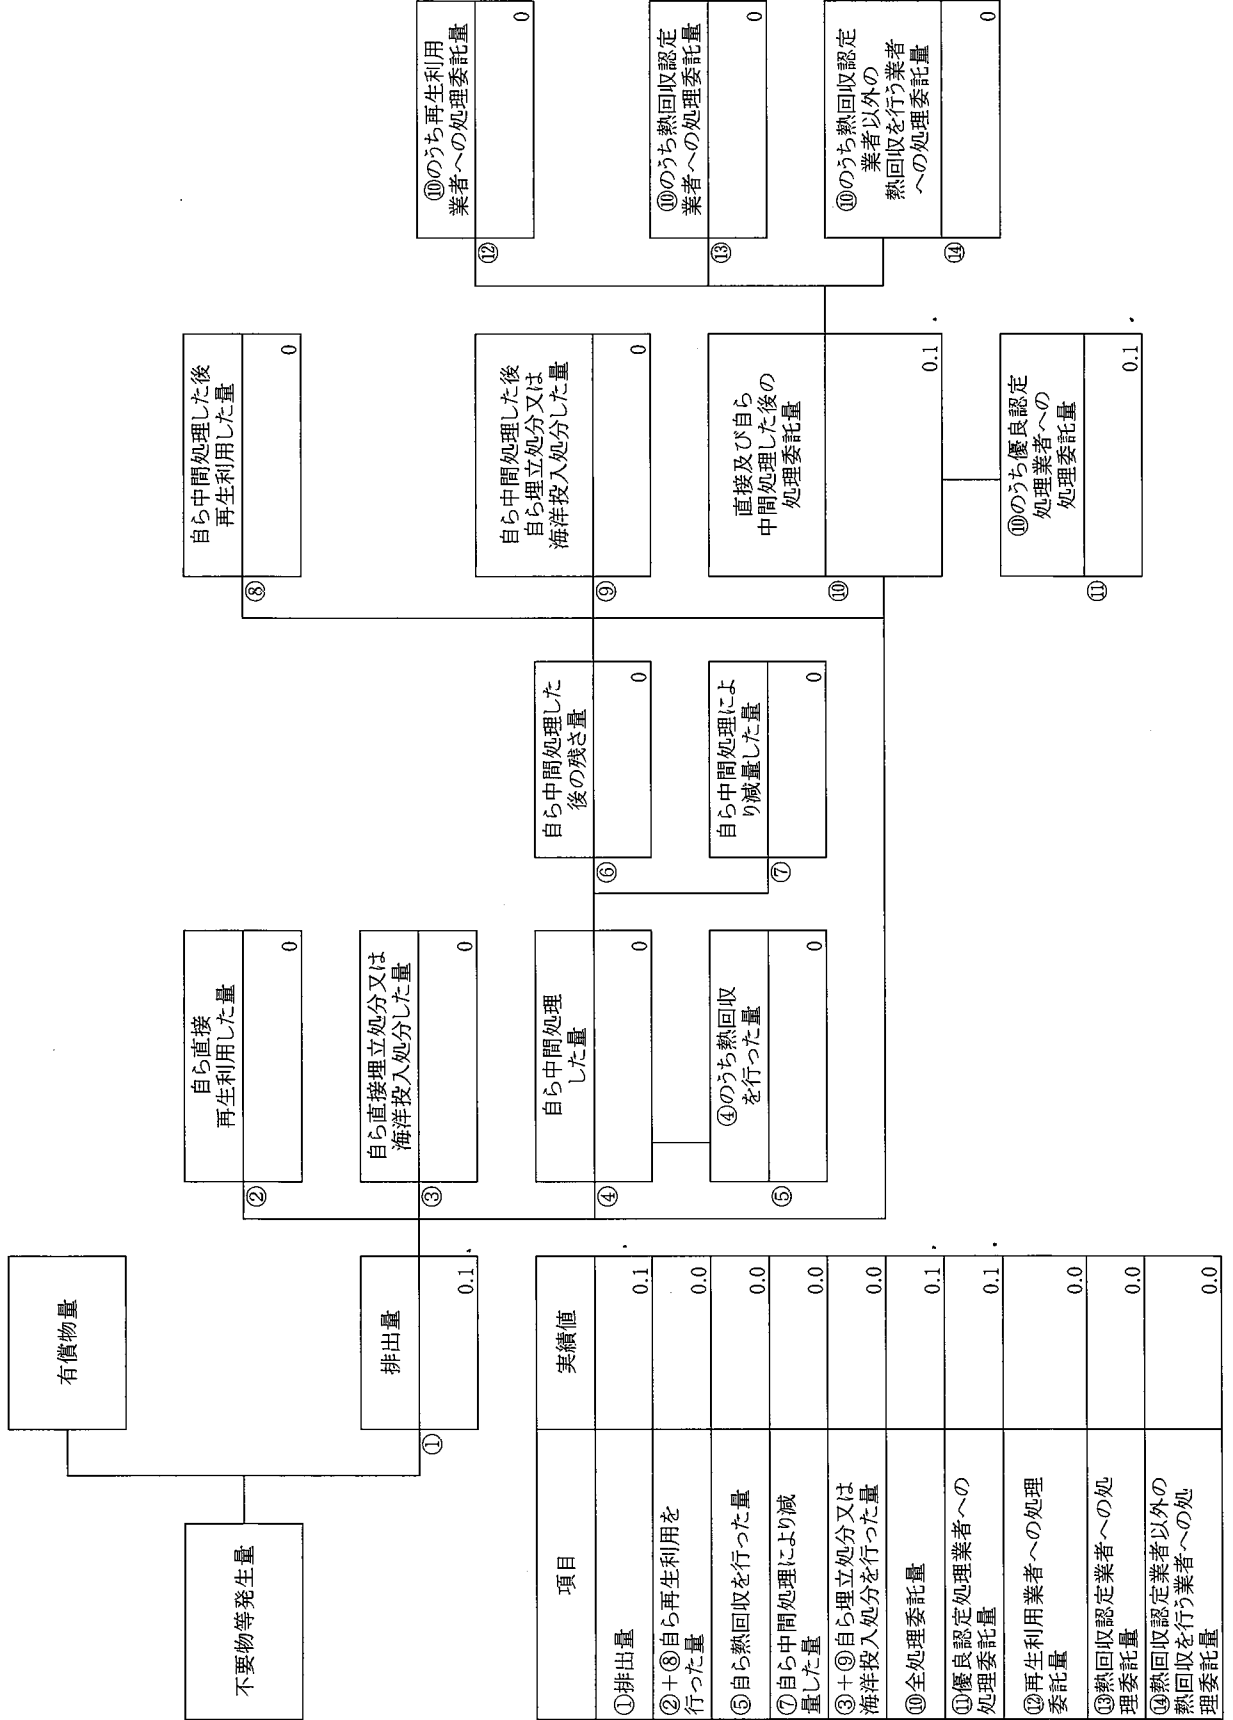 有償物量
不要物等発生量
排出量
①
0.1
自ら直接
再生利用した量
②
0
自ら直接埋立処分又は
海洋投入処分した量
③
0
自ら中間処理
した量
④
0
④のうち熱回収
を行った量
⑤
0
自ら中間処理した
後の残さ量
⑥
0
自ら中間処理によ
り減量した量
⑦
0
自ら中間処理した後
再生利用した量
⑧
0
自ら中間処理した後
自ら埋立処分又は
海洋投入処分した量
⑨
0
直接及び自ら
中間処理した後の
処理委託量
⑩
0.1
⑩のうち優良認定
処理業者への
処理委託量
⑪
0.1
⑩のうち再生利用
業者への処理委託量
⑫
0
⑩のうち熱回収認定
業者への処理委託量
⑬
0
⑩のうち熱回収認定
業者以外の
熱回収を行う業者
への処理委託量
⑭
0
項目 実績値
①排出量 0.1
②+⑧自ら再生利用を
行った量 0.0
⑤自ら熱回収を行った量 0.0
⑦自ら中間処理により減
量した量 0.0
③+⑨自ら埋立処分又は
海洋投入処分を行った量 0.0
⑩全処理委託量 0.1
⑪優良認定処理業者への
処理委託量 0.1
⑫再生利用業者への処理
委託量 0.0
⑬熱回収認定業者への処
理委託量 0.0
⑭熱回収認定業者以外の
熱回収を行う業者への処
理委託量 0.0